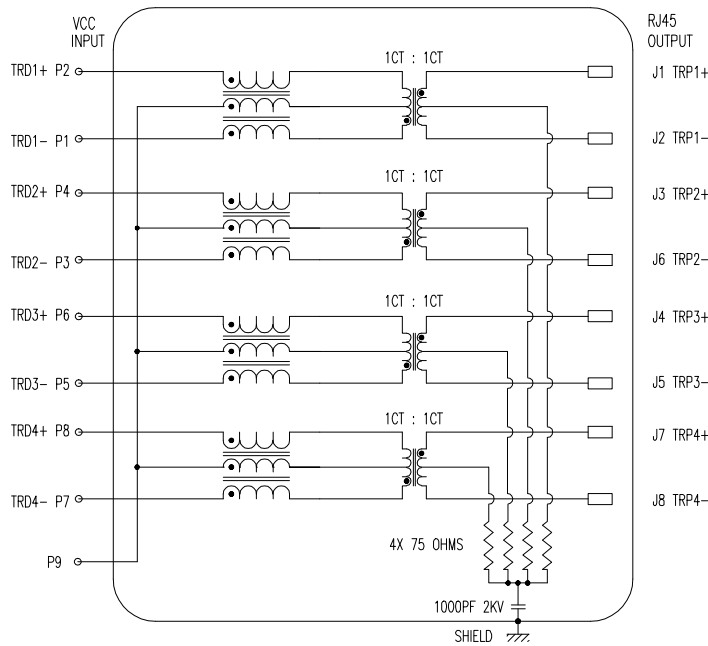 VCC
INPUT
RJ45
OUTPUT
1CT : 1CT
TRD1+ P2
J1 TRP1+
TRD1- P1
J2 TRP1-
1CT : 1CT
TRD2+ P4
J3 TRP2+
TRD2- P3
J6 TRP2-
1CT : 1CT
TRD3+ P6
J4 TRP3+
TRD3- P5
J5 TRP3-
1CT : 1CT
TRD4+ P8
J7 TRP4+
TRD4- P7
J8 TRP4-
4X 75 OHMS
P9
1000PF 2KV
SHIELD